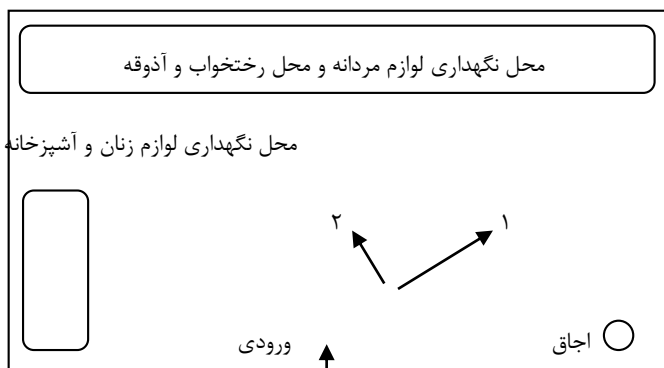 محل نگهداری لوازم مردانه و محل رختخواب و آذوقه
محل نگهداری لوازم زنان و آشپزخانه
۱
۲
اجاق
ورودی